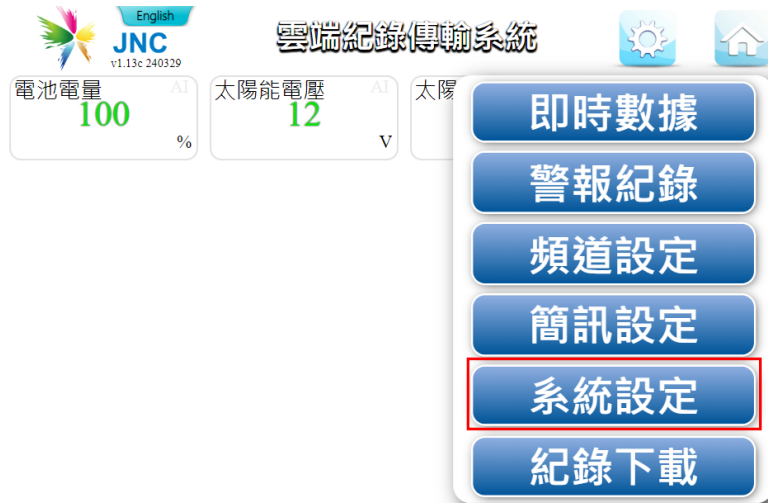 English
JNC
v1.13c 240329
雲端紀錄傳輸系統
電池電量 AI
100
%
太陽能電壓 AI
12
V
太陽
即時數據
警報紀錄
頻道設定
簡訊設定
系統設定
紀錄下載